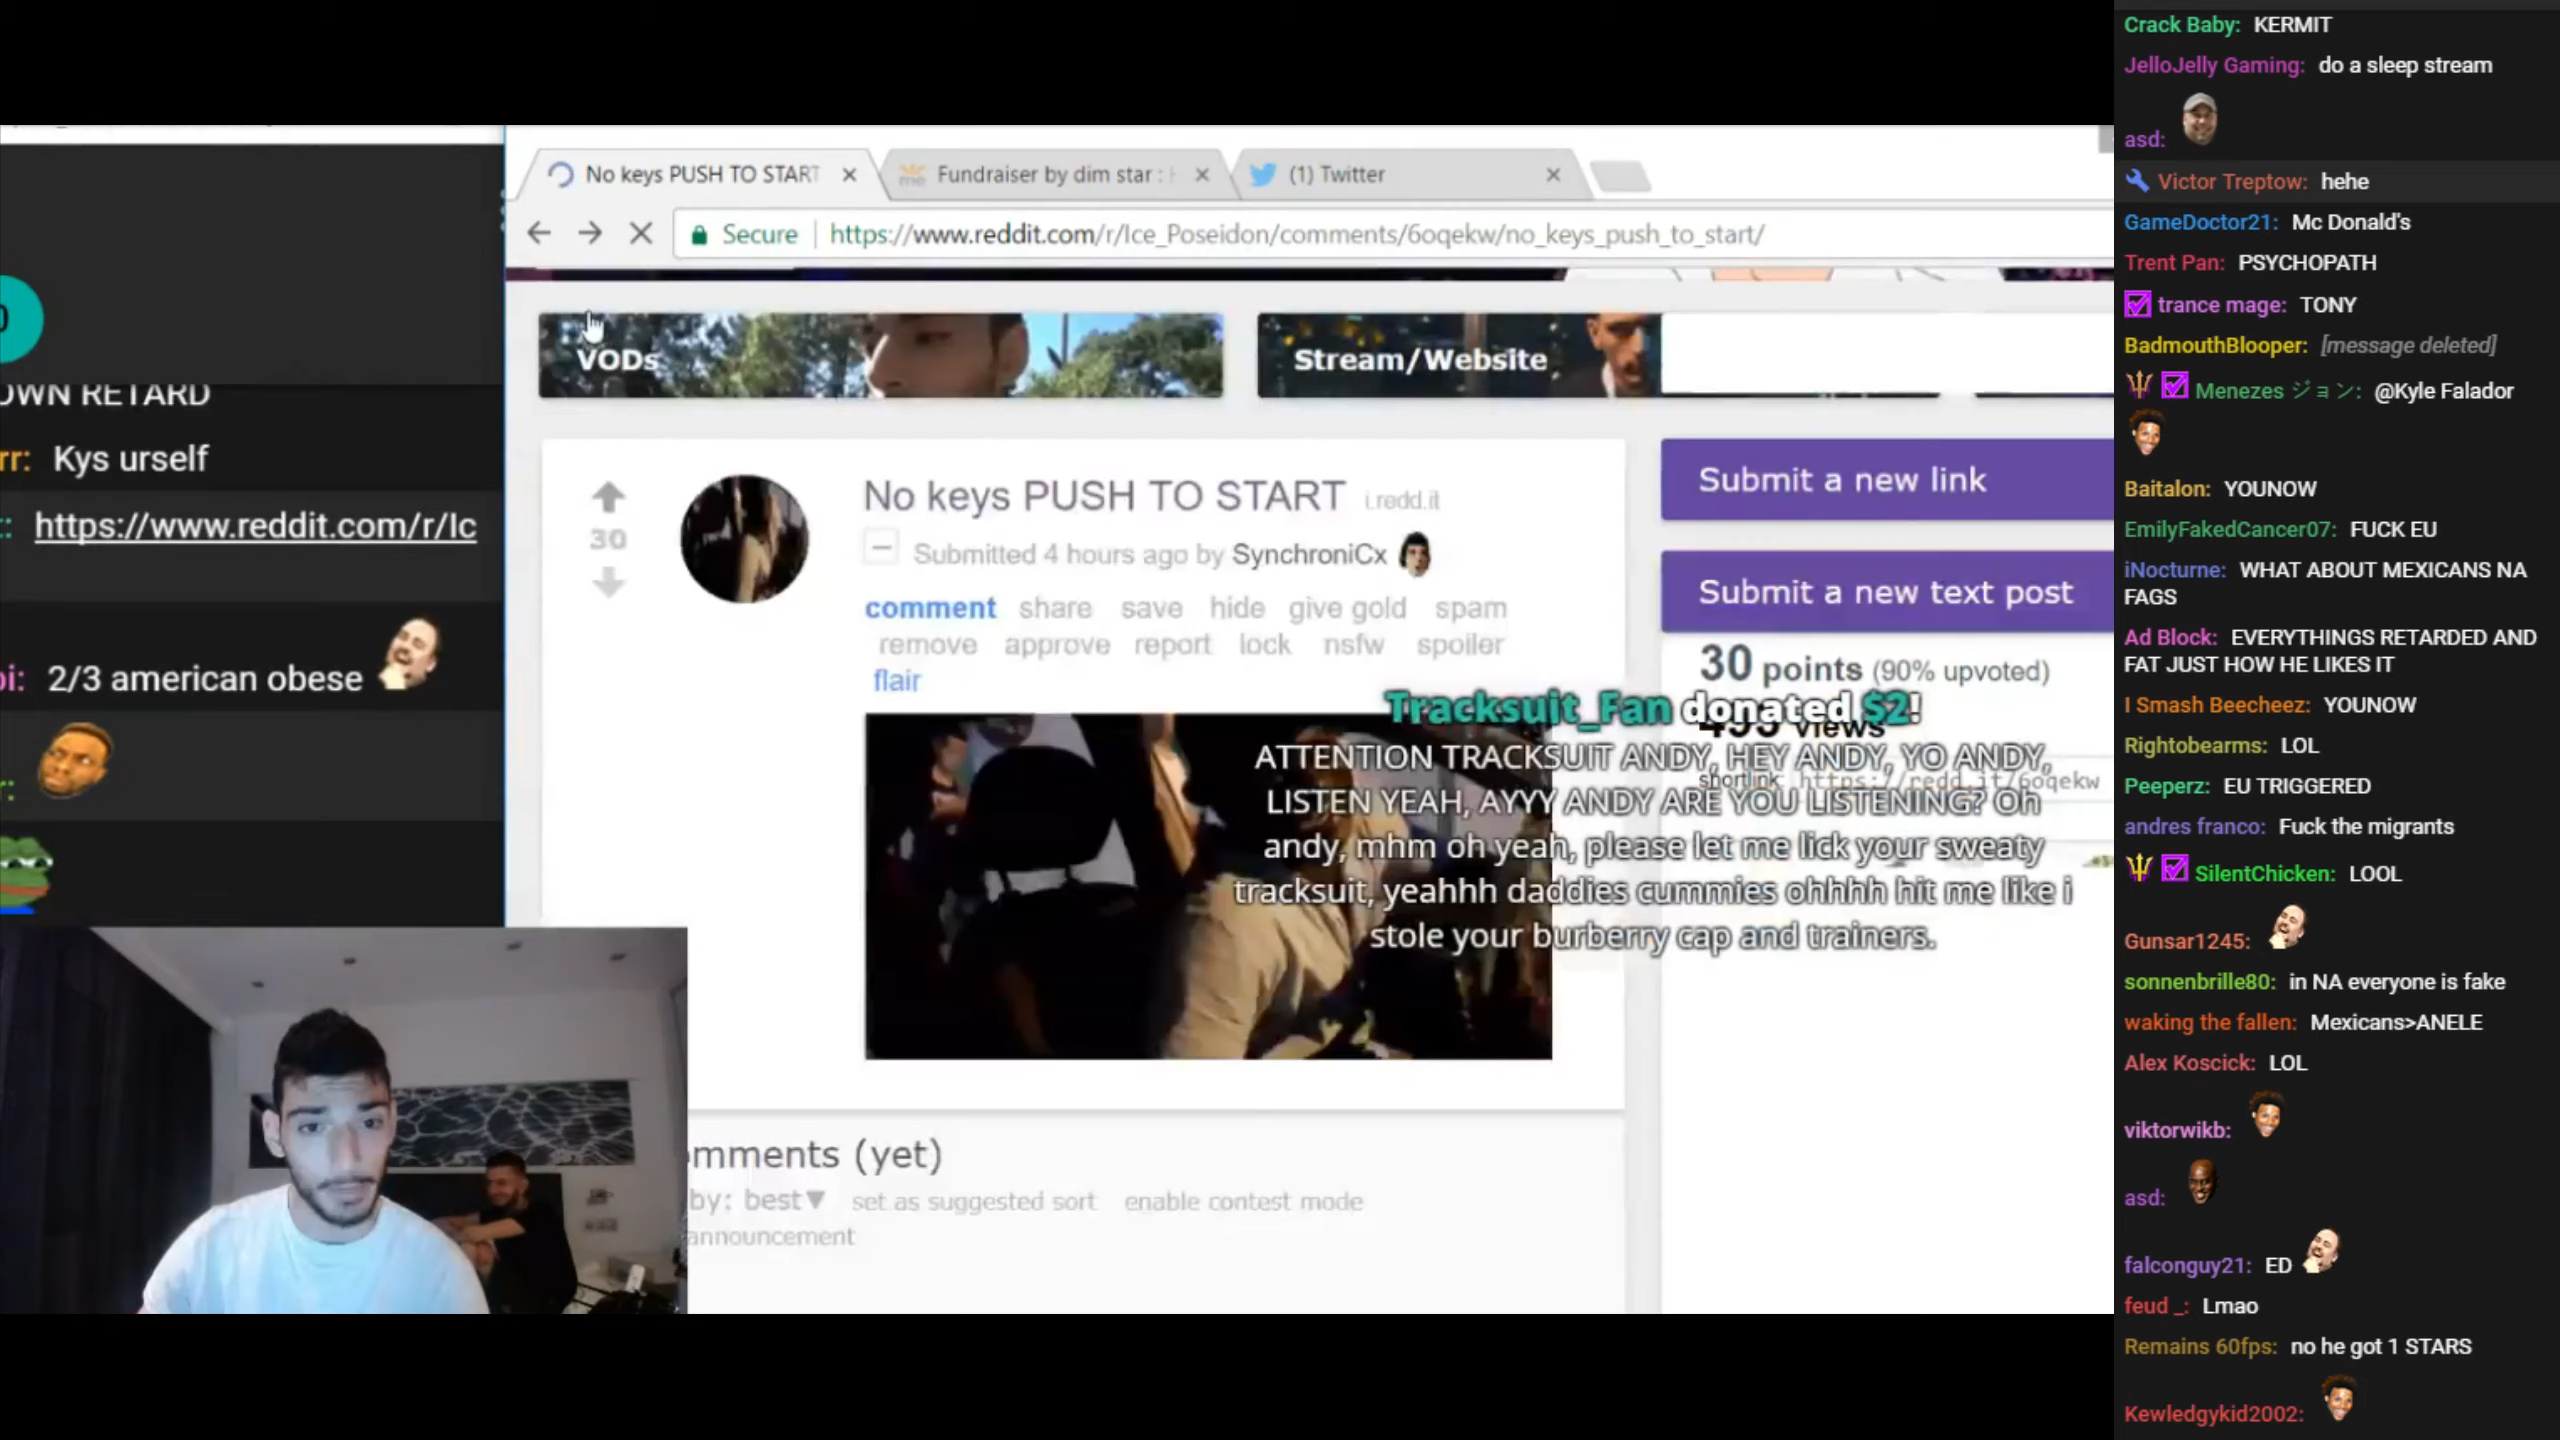 No keys PUSH TO START
Fundraiser by dim star :
(1) Twitter
Secure
https://www.reddit.com/r/Ice_Poseidon/comments/6oqekw/no_keys_push_to_start/
VODs
Stream/Website
OWN RETARD
rr: Kys urself
https://www.reddit.com/r/Ic
oi: 2/3 american obese
r:
30
No keys PUSH TO START i.redd.it
Submitted 4 hours ago by SynchroniCx
comment share save hide give gold spam
remove approve report lock nsfw spoiler
flair
Submit a new link
Submit a new text post
30 points (90% upvoted)
493 views
shortlink: https://redd.it/6oqekw
Tracksuit_Fan donated $2!
ATTENTION TRACKSUIT ANDY, HEY ANDY, YO ANDY,
LISTEN YEAH, AYYY ANDY ARE YOU LISTENING? Oh
andy, mhm oh yeah, please let me lick your sweaty
tracksuit, yeahhh daddies cummies ohhhh hit me like i
stole your burberry cap and trainers.
omments (yet)
by: best▼ set as suggested sort enable contest mode
announcement
Crack Baby: KERMIT
JelloJelly Gaming: do a sleep stream
asd:
Victor Treptow: hehe
GameDoctor21: Mc Donald's
Trent Pan: PSYCHOPATH
trance mage: TONY
BadmouthBlooper: [message deleted]
Menezes ジョン: @Kyle Falador
Baitalon: YOUNOW
EmilyFakedCancer07: FUCK EU
iNocturne: WHAT ABOUT MEXICANS NA
FAGS
Ad Block: EVERYTHINGS RETARDED AND
FAT JUST HOW HE LIKES IT
I Smash Beecheez: YOUNOW
Rightobearms: LOL
Peeperz: EU TRIGGERED
andres franco: Fuck the migrants
SilentChicken: LOOL
Gunsar1245:
sonnenbrille80: in NA everyone is fake
waking the fallen: Mexicans>ANELE
Alex Koscick: LOL
viktorwikb:
asd:
falconguy21: ED
feud _: Lmao
Remains 60fps: no he got 1 STARS
Kewledgykid2002: